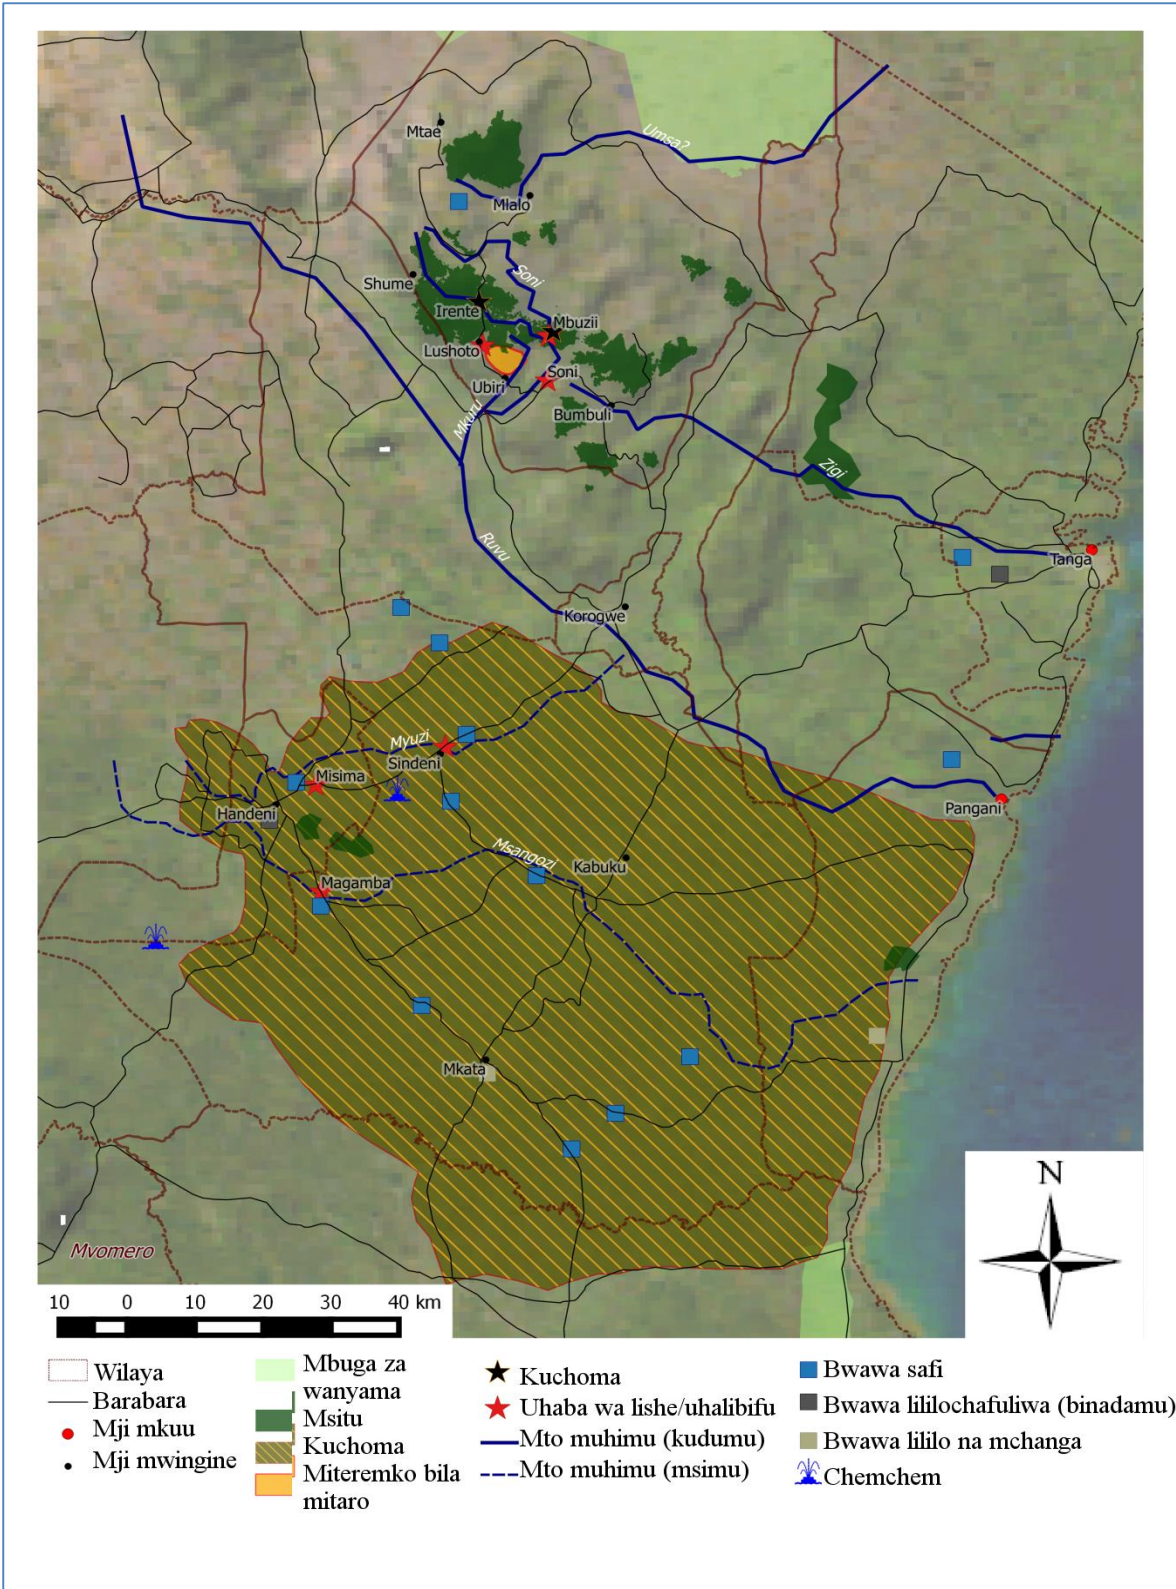 Mtae
Umsa?
Mlalo
Shume
Soni
Irente
Mbuzii
Lushoto
Ubiri
Soni
Mkuru
Bumbuli
Zigi
Ruvu
Tanga
Korogwe
Myuzi
Sindeni
Misima
Handeni
Pangani
Msangozi
Kabuku
Magamba
Mkata
Mvomero
N
10 0 10 20 30 40 km
Wilaya
Barabara
Mji mkuu
Mji mwingine
Mbuga za
wanyama
Msitu
Kuchoma
Miteremko bila
mitaro
Kuchoma
Uhaba wa lishe/uhalibifu
Mto muhimu (kudumu)
Mto muhimu (msimu)
Bwawa safi
Bwawa lililochafuliwa (binadamu)
Bwawa lililo na mchanga
Chemchem